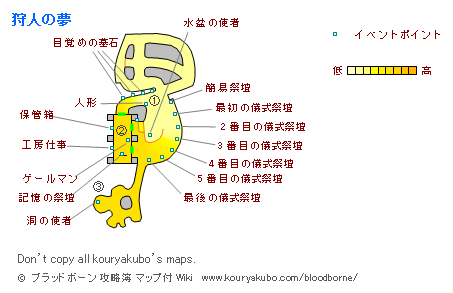 狩人の夢
水盆の使者
目覚めの墓石
イベントポイント
低
高
簡易祭壇
人形
①
最初の儀式祭壇
保管箱
②
２番目の儀式祭壇
工房仕事
３番目の儀式祭壇
４番目の儀式祭壇
ゲールマン
５番目の儀式祭壇
③
記憶の祭壇
最後の儀式祭壇
洞の使者
Don't copy all kouryakubo's maps.
© ブラッドボーン攻略簿 マップ付 Wiki www.kouryakubo.com/bloodborne/